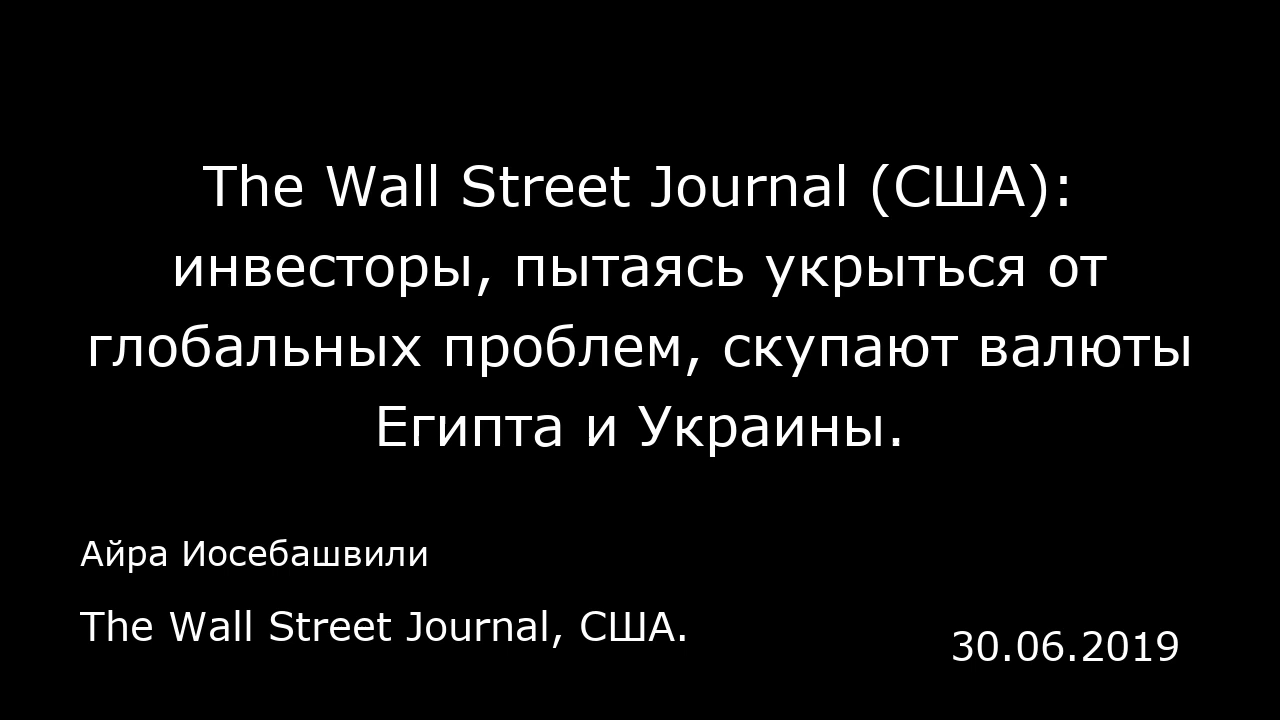 The Wall Street Journal (США):
инвесторы, пытаясь укрыться от
глобальных проблем, скупают валюты
Египта и Украины.
Айра Иосебашвили
The Wall Street Journal, США.
30.06.2019